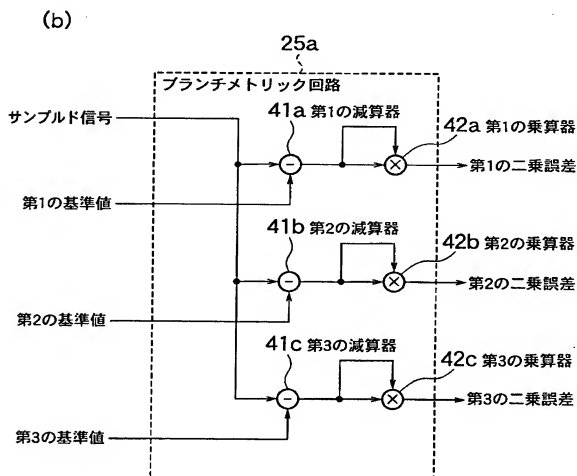 (b)
25a
ブランチメトリック回路
サンプルド信号
41a 第1の減算器
42a 第1の乗算器
第1の二乗誤差
第1の基準値
41b 第2の減算器
42b 第2の乗算器
第2の二乗誤差
第2の基準値
41c 第3の減算器
42c 第3の乗算器
第3の二乗誤差
第3の基準値